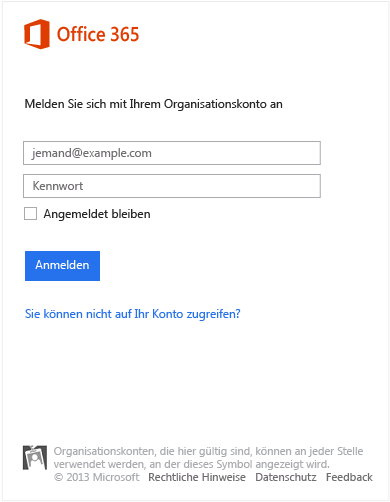 Office 365
Melden Sie sich mit Ihrem Organisationskonto an
jemand@example.com
Kennwort
Angemeldet bleiben
Anmelden
Sie können nicht auf Ihr Konto zugreifen?
Organisationskonten, die hier gültig sind, können an jeder Stelle
verwendet werden, an der dieses Symbol angezeigt wird.
© 2013 Microsoft Rechtliche Hinweise Datenschutz Feedback